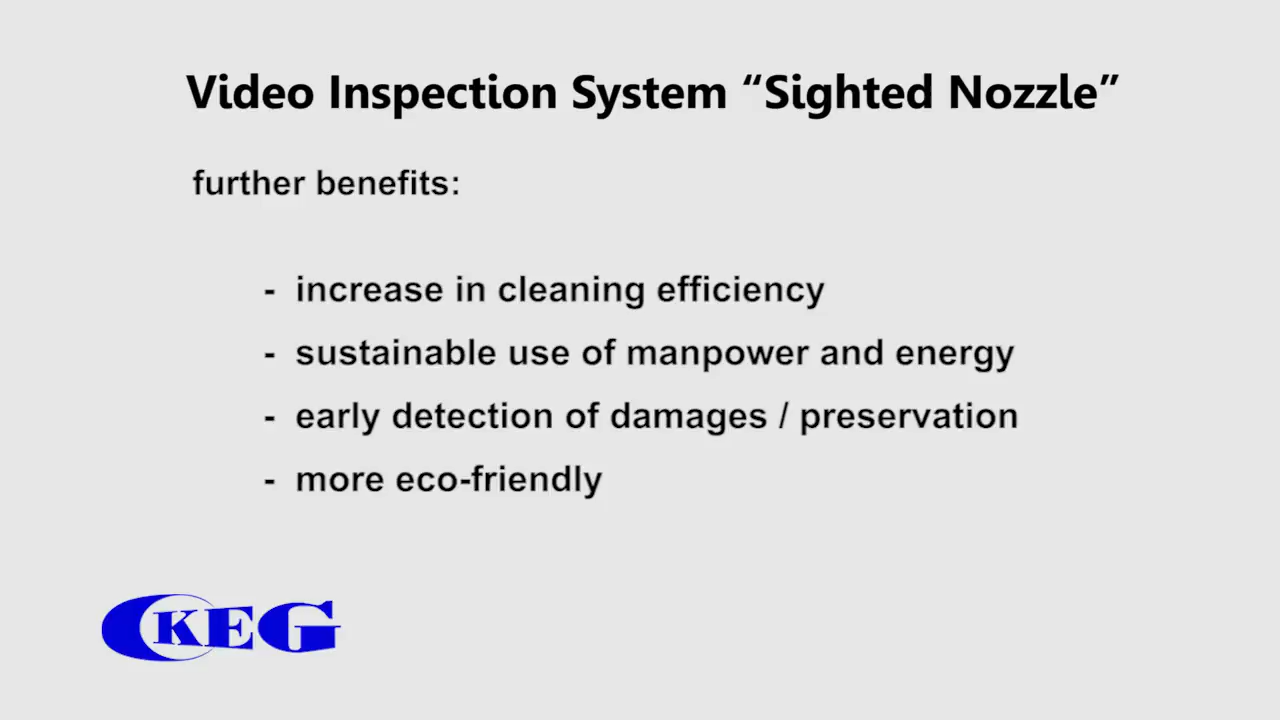 Video Inspection System “Sighted Nozzle”
further benefits:
- increase in cleaning efficiency
- sustainable use of manpower and energy
- early detection of damages / preservation
- more eco-friendly
KEG